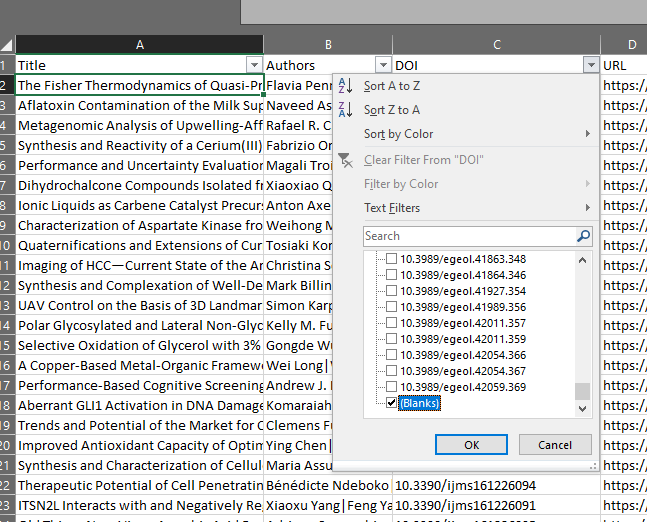 A B C D
1 Title Authors DOI URL
2 The Fisher Thermodynamics of Quasi-Pr Flavia Penn https:/
3 Aflatoxin Contamination of the Milk Sup Naveed As https:/
4 Metagenomic Analysis of Upwelling-Aff Rafael R. C https:/
5 Synthesis and Reactivity of a Cerium(III) Fabrizio Or https:/
6 Performance and Uncertainty Evaluation Magali Troi https:/
7 Dihydrochalcone Compounds Isolated fr Xiaoxiao Q https:/
8 Ionic Liquids as Carbene Catalyst Precurs Anton Axe https:/
9 Characterization of Aspartate Kinase fro Weihong M https:/
10 Quaternifications and Extensions of Cur Tosiaki Kor https:/
11 Imaging of HCC—Current State of the Ar Christina So https:/
12 Synthesis and Complexation of Well-De Mark Billin https:/
13 UAV Control on the Basis of 3D Landmar Simon Karp https:/
14 Polar Glycosylated and Lateral Non-Glyc Kelly M. Fu https:/
15 Selective Oxidation of Glycerol with 3% Gongde Wu https:/
16 A Copper-Based Metal-Organic Framew Wei Long| https:/
17 Performance-Based Cognitive Screening Andrew J. https:/
18 Aberrant GLI1 Activation in DNA Damage Komaraiah https:/
19 Trends and Potential of the Market for C Clemens Fu https:/
20 Improved Antioxidant Capacity of Optim Ying Chen| https:/
21 Synthesis and Characterization of Cellul Maria Assu https:/
22 Therapeutic Potential of Cell Penetratin Bénédicte Ndeboko 10.3390/ijms161226094 https:/
23 ITSN2L Interacts with and Negatively Re Xiaoxu Yang|Feng Ya 10.3390/ijms161226091 https:/
Sort A to Z
Sort Z to A
Sort by Color
Clear Filter From "DOI"
Filter by Color
Text Filters
Search
10.3989/egeol.41863.348
10.3989/egeol.41864.346
10.3989/egeol.41927.354
10.3989/egeol.41989.356
10.3989/egeol.42011.357
10.3989/egeol.42011.359
10.3989/egeol.42054.366
10.3989/egeol.42054.367
10.3989/egeol.42059.369
(Blanks)
OK Cancel